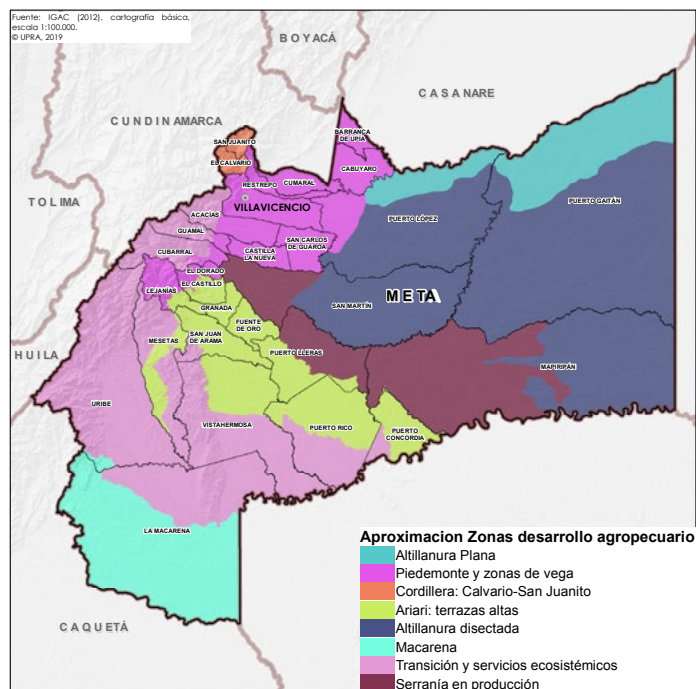 Fuente: IGAC (2012), cartografía básica,
escala 1:100.000.
© UPRA, 2019
BOYACÁ
CASANARE
CUNDINAMARCA
TOLIMA
HUILA
CAQUETÁ
META
SAN JUANITO
EL CALVARIO
BARRANCA
DE UPÍA
CABUYARO
RESTREPO
CUMARAL
VILLAVICENCIO
ACACÍAS
GUAMAL
CUBARRAL
CASTILLA
LA NUEVA
SAN CARLOS
DE GUAROA
PUERTO LÓPEZ
PUERTO GAITÁN
EL DORADO
EL CASTILLO
LEJANÍAS
GRANADA
FUENTE
DE ORO
SAN MARTÍN
MESETAS
SAN JUAN
DE ARAMA
PUERTO LLERAS
MAPIRIPÁN
URIBE
VISTAHERMOSA
PUERTO RICO
PUERTO
CONCORDIA
LA MACARENA
Aproximacion Zonas desarrollo agropecuario
Altillanura Plana
Piedemonte y zonas de vega
Cordillera: Calvario-San Juanito
Ariari: terrazas altas
Altillanura disectada
Macarena
Transición y servicios ecosistémicos
Serranía en producción